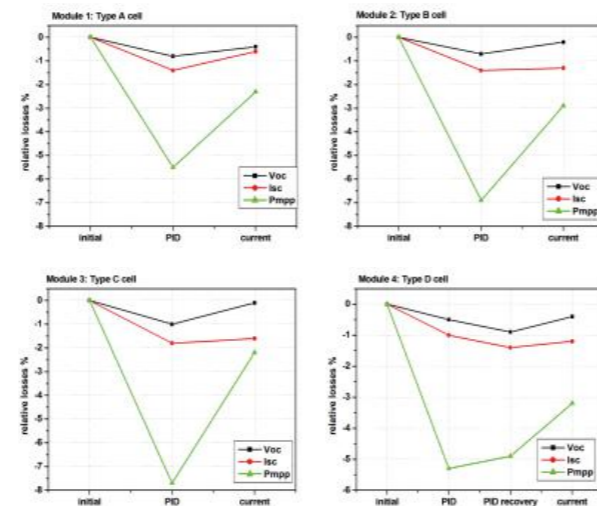 Module 1: Type A cell
relative losses %
0
-1
-2
-3
-4
-5
-6
-7
-8
Voc
Isc
Pmpp
initial PID current
Module 2: Type B cell
relative losses %
0
-1
-2
-3
-4
-5
-6
-7
-8
Voc
Isc
Pmpp
initial PID current
Module 3: Type C cell
relative losses %
0
-1
-2
-3
-4
-5
-6
-7
-8
Voc
Isc
Pmpp
initial PID current
Module 4: Type D cell
relative losses %
0
-1
-2
-3
-4
-5
-6
Voc
Isc
Pmpp
initial PID PID recovery current